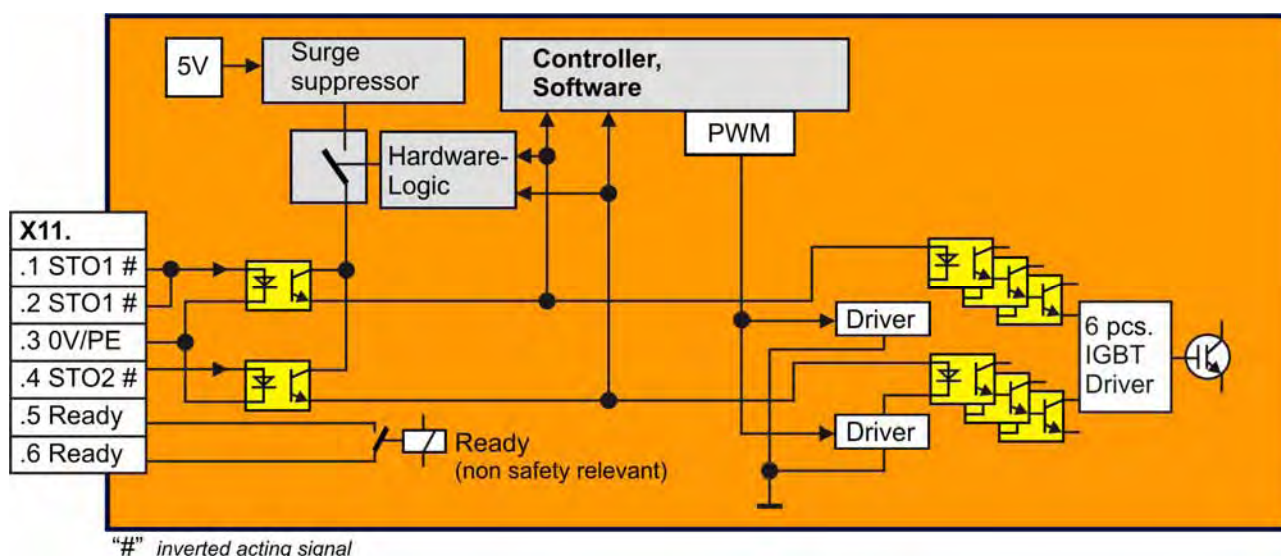 5V
Surge
suppressor
Controller,
Software
PWM
Hardware-
Logic
X11.
.1 STO1 #
.2 STO1 #
.3 0V/PE
.4 STO2 #
.5 Ready
.6 Ready
Driver
6 pcs.
IGBT
Driver
Driver
Ready
(non safety relevant)
"#" inverted acting signal